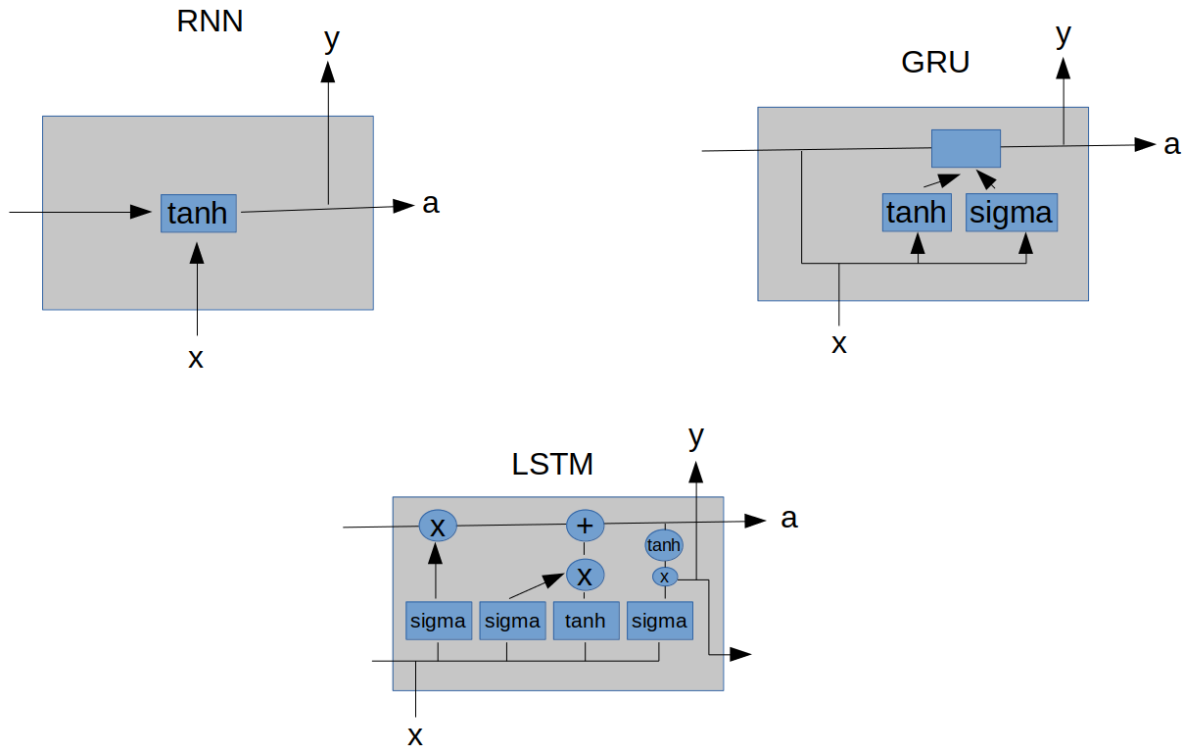 RNN
y
tanh
a
x
GRU
y
a
tanh sigma
x
LSTM
y
x + a
tanh
x x
sigma sigma tanh sigma
x